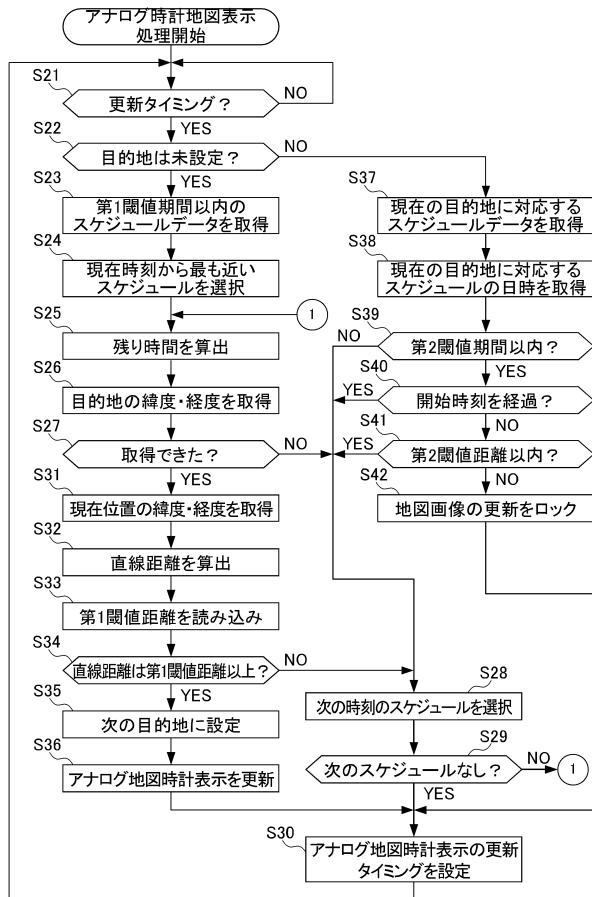 アナログ時計地図表示
処理開始
S21
更新タイミング？
NO
YES
S22
目的地は未設定？
NO
YES
S23
第1閾値期間以内の
スケジュールデータを取得
S24
現在時刻から最も近い
スケジュールを選択
1
S25
残り時間を算出
S26
目的地の緯度・経度を取得
S27
取得できた？
NO
YES
S31
現在位置の緯度・経度を取得
S32
直線距離を算出
S33
第1閾値距離を読み込み
S34
直線距離は第1閾値距離以上？
NO
YES
S35
次の目的地に設定
S36
アナログ地図時計表示を更新
S37
現在の目的地に対応する
スケジュールデータを取得
S38
現在の目的地に対応する
スケジュールの日時を取得
S39
NO
第2閾値期間以内？
YES
S40
YES
開始時刻を経過？
NO
S41
YES
第2閾値距離以内？
NO
S42
地図画像の更新をロック
S28
次の時刻のスケジュールを選択
S29
次のスケジュールなし？
NO
1
YES
S30
アナログ地図時計表示の更新
タイミングを設定